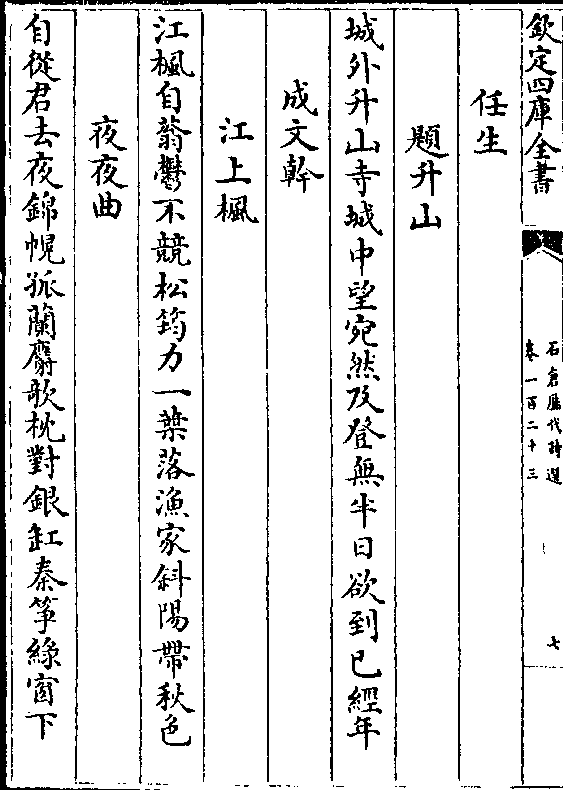 欽定四庫全書
石倉歷代詩選
卷一百二十三
七
任生
題升山
城外升山寺城中望宛然及登無半日欲到已經年
成文幹
江上楓
江楓自蓊鬱不競松筠力一葉落漁家斜陽帶秋色
夜夜曲
自從君去夜錦幌孤蘭麝欹枕對銀缸秦箏綠窗下